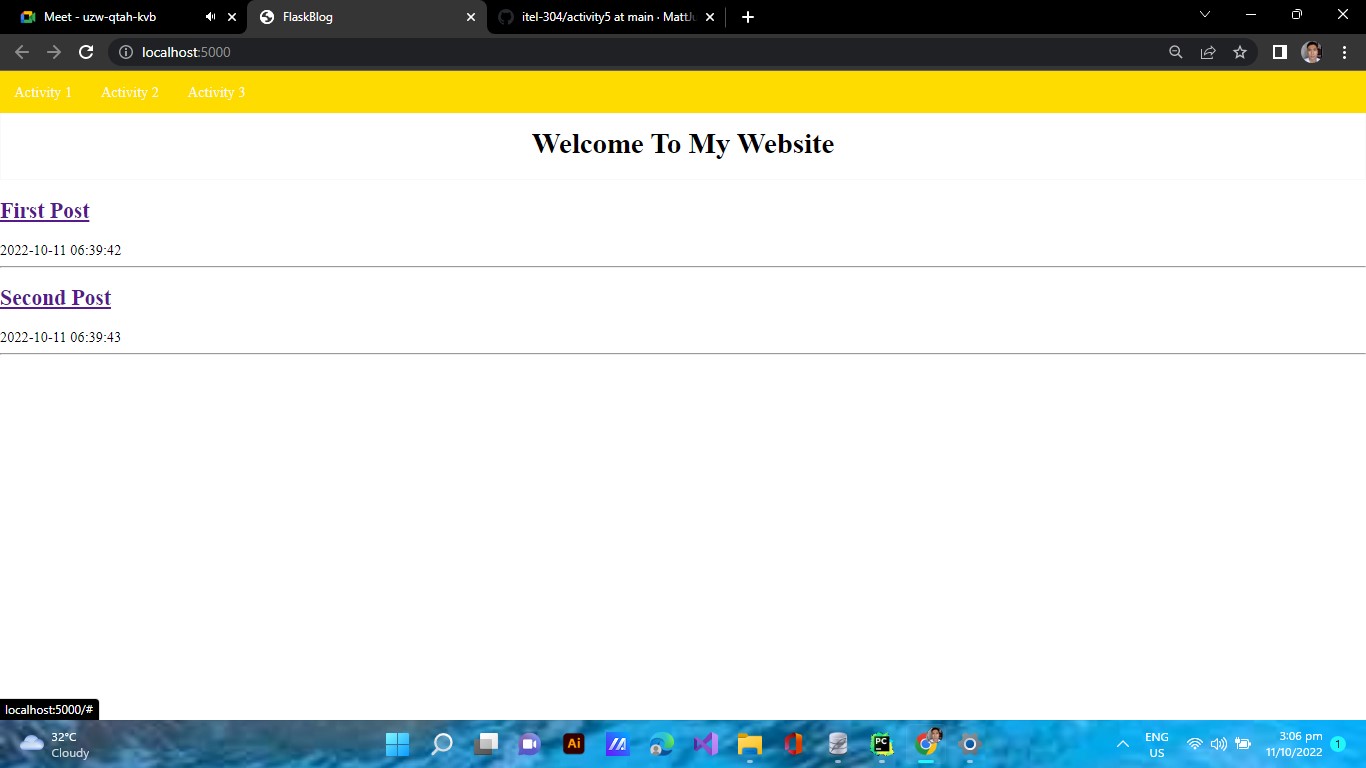 Meet - uzw-qtah-kvb
FlaskBlog
itel-304/activity5 at main · MattJu
localhost:5000
Activity 1 Activity 2 Activity 3
Welcome To My Website
First Post
2022-10-11 06:39:42
Second Post
2022-10-11 06:39:43
localhost:5000/#
32°C
Cloudy
Ai
PC
ENG
US
3:06 pm
11/10/2022
1